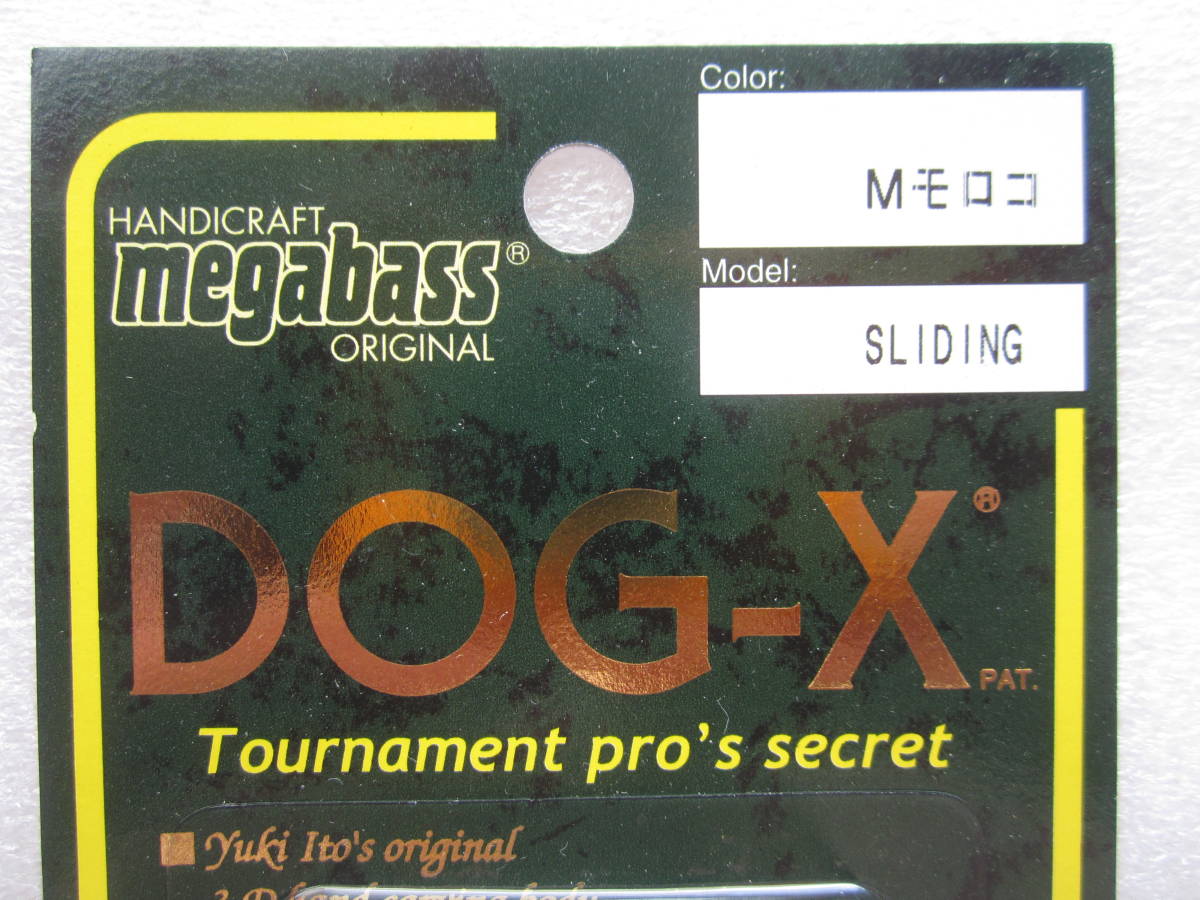 Color:
Mモロコ
HANDICRAFT
megabass®
ORIGINAL
Model:
SLIDING
DOG-X®
PAT.
Tournament pro's secret
Yuki Ito's original